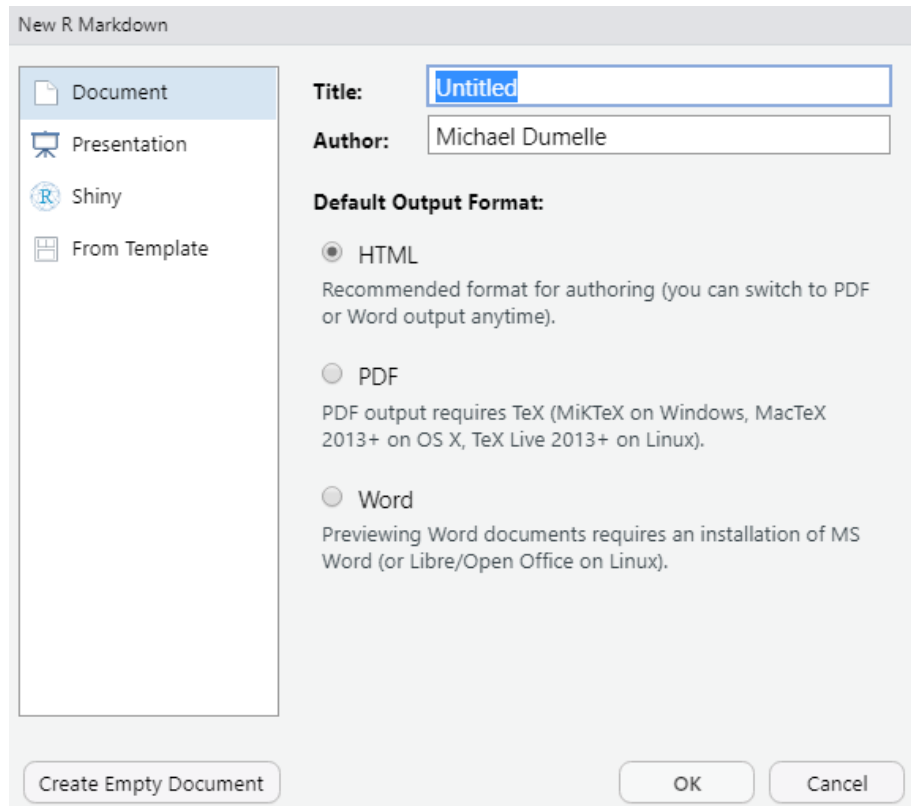 New R Markdown
Document
Presentation
Shiny
From Template
Title:
Untitled
Author:
Michael Dumelle
Default Output Format:
HTML
Recommended format for authoring (you can switch to PDF
or Word output anytime).
PDF
PDF output requires TeX (MiKTeX on Windows, MacTeX
2013+ on OS X, TeX Live 2013+ on Linux).
Word
Previewing Word documents requires an installation of MS
Word (or Libre/Open Office on Linux).
Create Empty Document
OK
Cancel